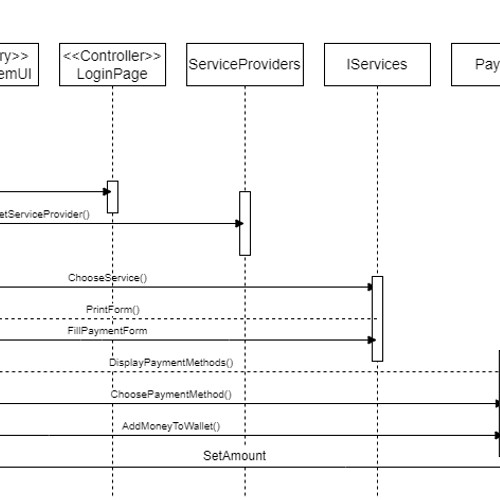 ry>>
emUI
<<Controller>>
LoginPage
ServiceProviders
IServices
Pay
etServiceProvider()
ChooseService()
PrintForm()
FillPaymentForm
DisplayPaymentMethods()
ChoosePaymentMethod()
AddMoneyToWallet()
SetAmount